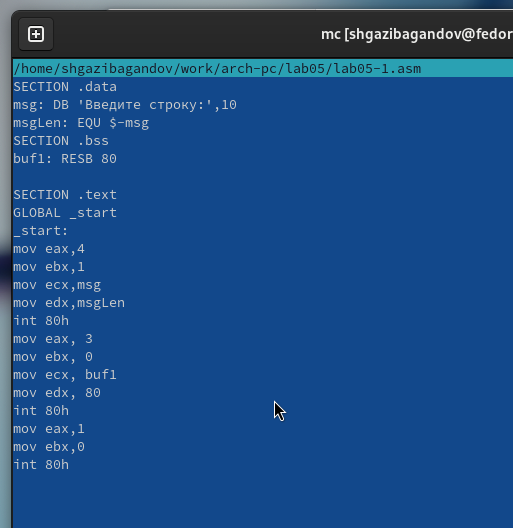 mc [shgazibagandov@fedor
/home/shgazibagandov/work/arch-pc/lab05/lab05-1.asm
SECTION .data
msg: DB 'Введите строку:',10
msgLen: EQU $-msg
SECTION .bss
buf1: RESB 80
SECTION .text
GLOBAL _start
_start:
mov eax,4
mov ebx,1
mov ecx,msg
mov edx,msgLen
int 80h
mov eax, 3
mov ebx, 0
mov ecx, buf1
mov edx, 80
int 80h
mov eax,1
mov ebx,0
int 80h